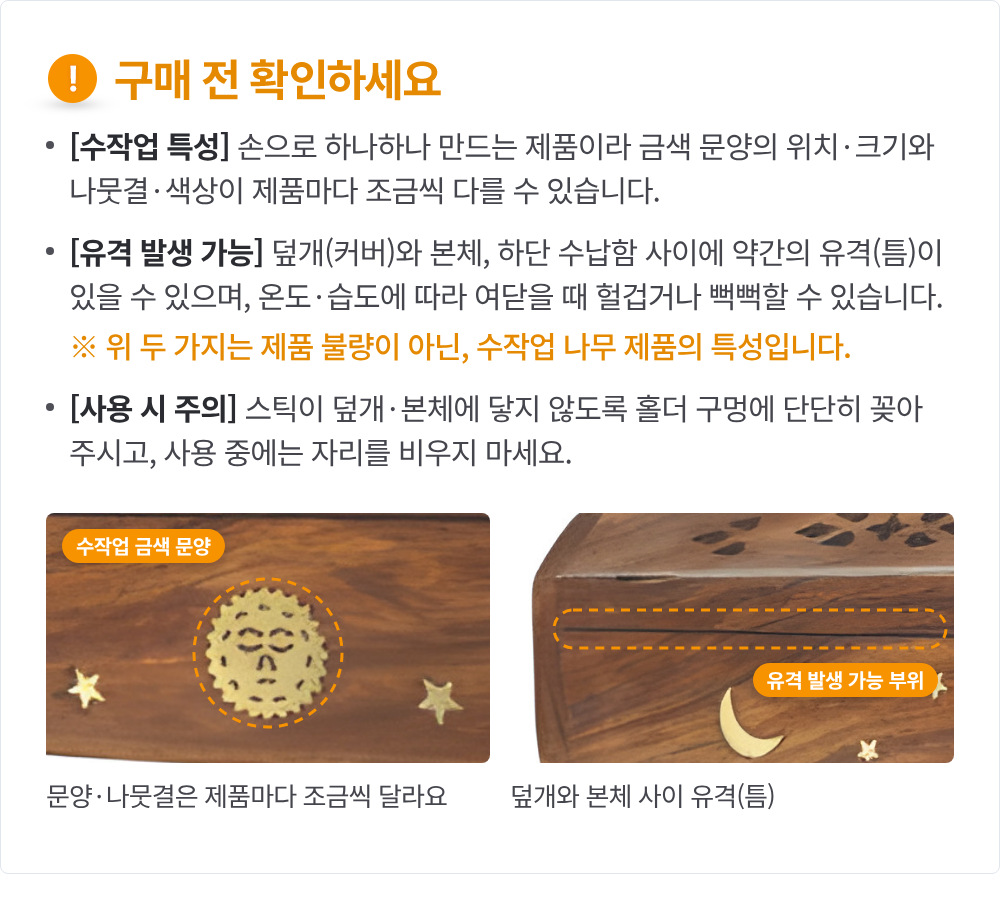 ! 구매 전 확인하세요
• [수작업 특성] 손으로 하나하나 만드는 제품이라 금색 문양의 위치·크기와
나뭇결·색상이 제품마다 조금씩 다를 수 있습니다.
• [유격 발생 가능] 덮개(커버)와 본체, 하단 수납함 사이에 약간의 유격(틈)이
있을 수 있으며, 온도·습도에 따라 여닫을 때 헐겁거나 뻑뻑할 수 있습니다.
※ 위 두 가지는 제품 불량이 아닌, 수작업 나무 제품의 특성입니다.
• [사용 시 주의] 스틱이 덮개·본체에 닿지 않도록 홀더 구멍에 단단히 꽂아
주시고, 사용 중에는 자리를 비우지 마세요.
수작업 금색 문양
유격 발생 가능 부위
문양·나뭇결은 제품마다 조금씩 달라요
덮개와 본체 사이 유격(틈)